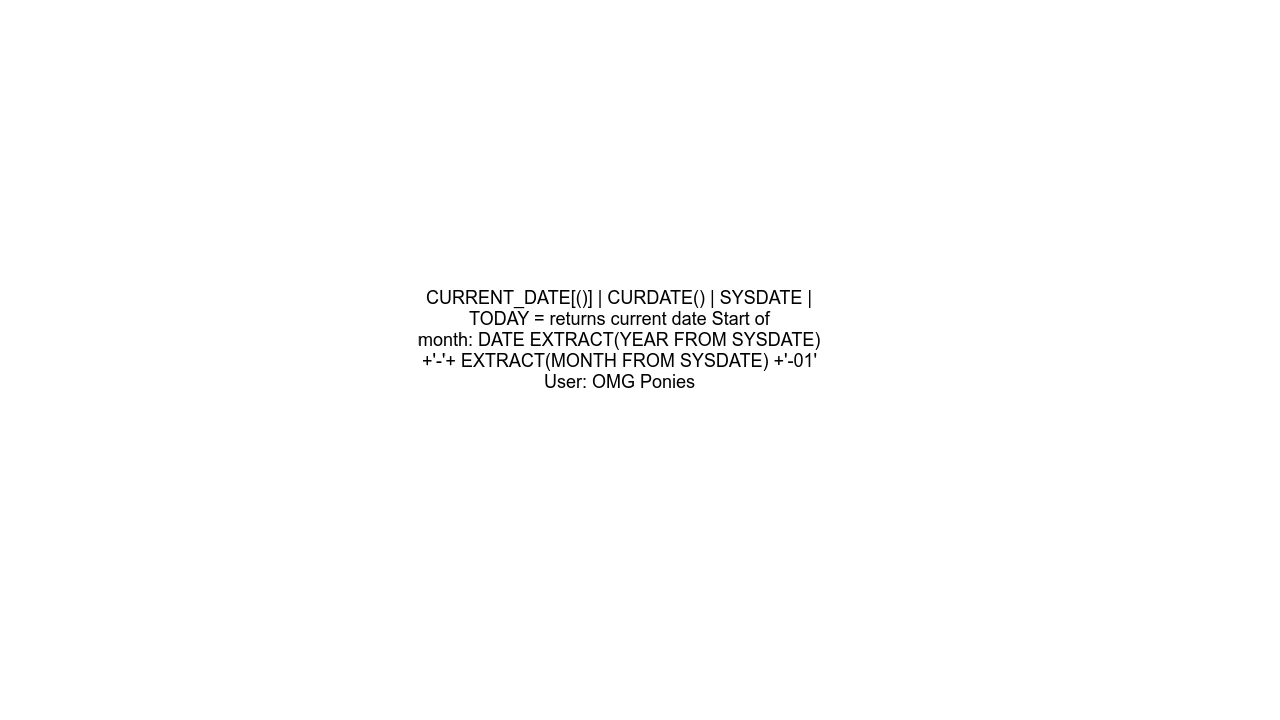 CURRENT_DATE[()] | CURDATE() | SYSDATE |
TODAY = returns current date Start of
month: DATE EXTRACT(YEAR FROM SYSDATE)
+'-'+ EXTRACT(MONTH FROM SYSDATE) +'-01'
User: OMG Ponies